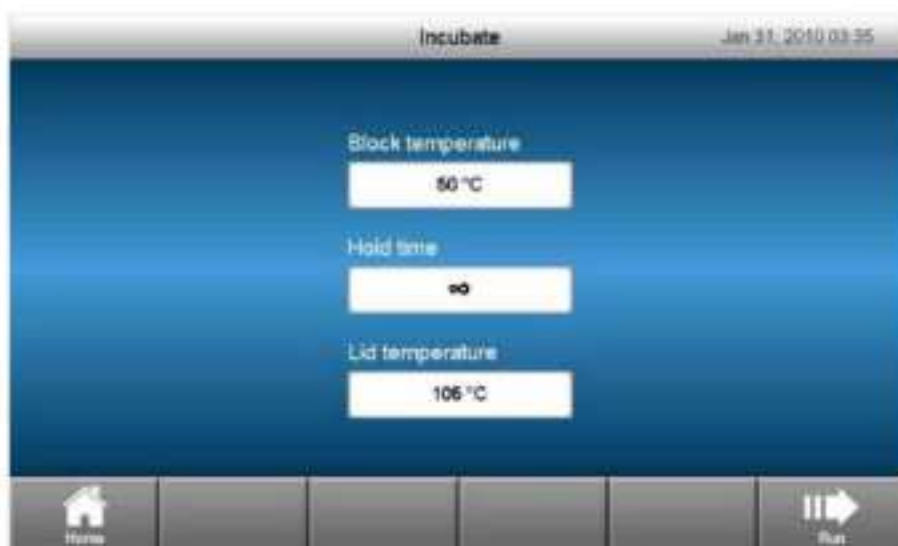 Incubate
Jan 31, 2010 03:35
Block temperature
50 °C
Hold time
∞
Lid temperature
105 °C
Home
Run